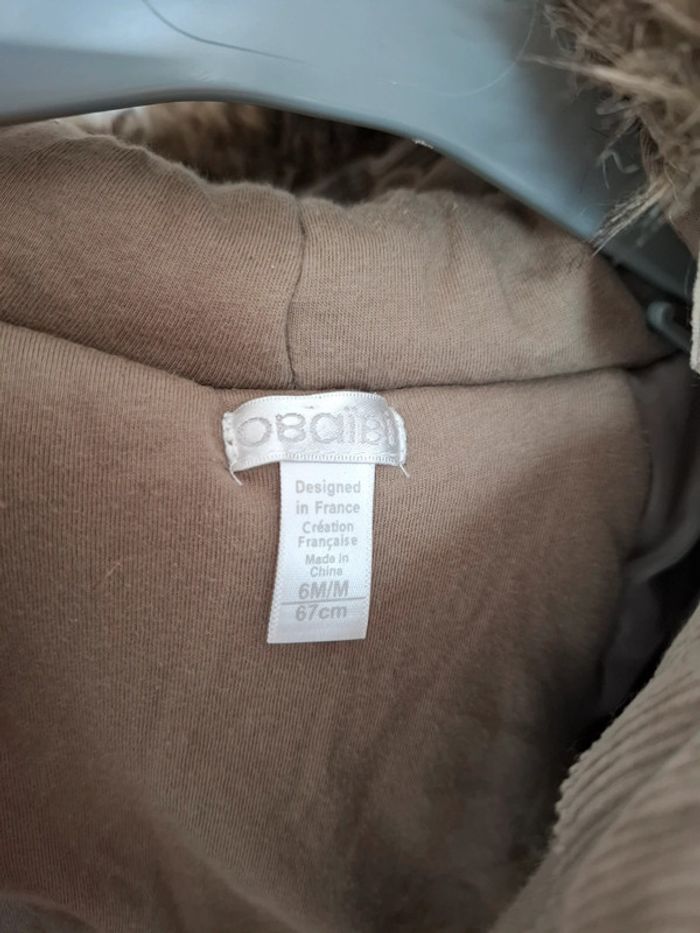 obaïbi
Designed
in France
Création
Française
Made in
China
6M/M
67cm